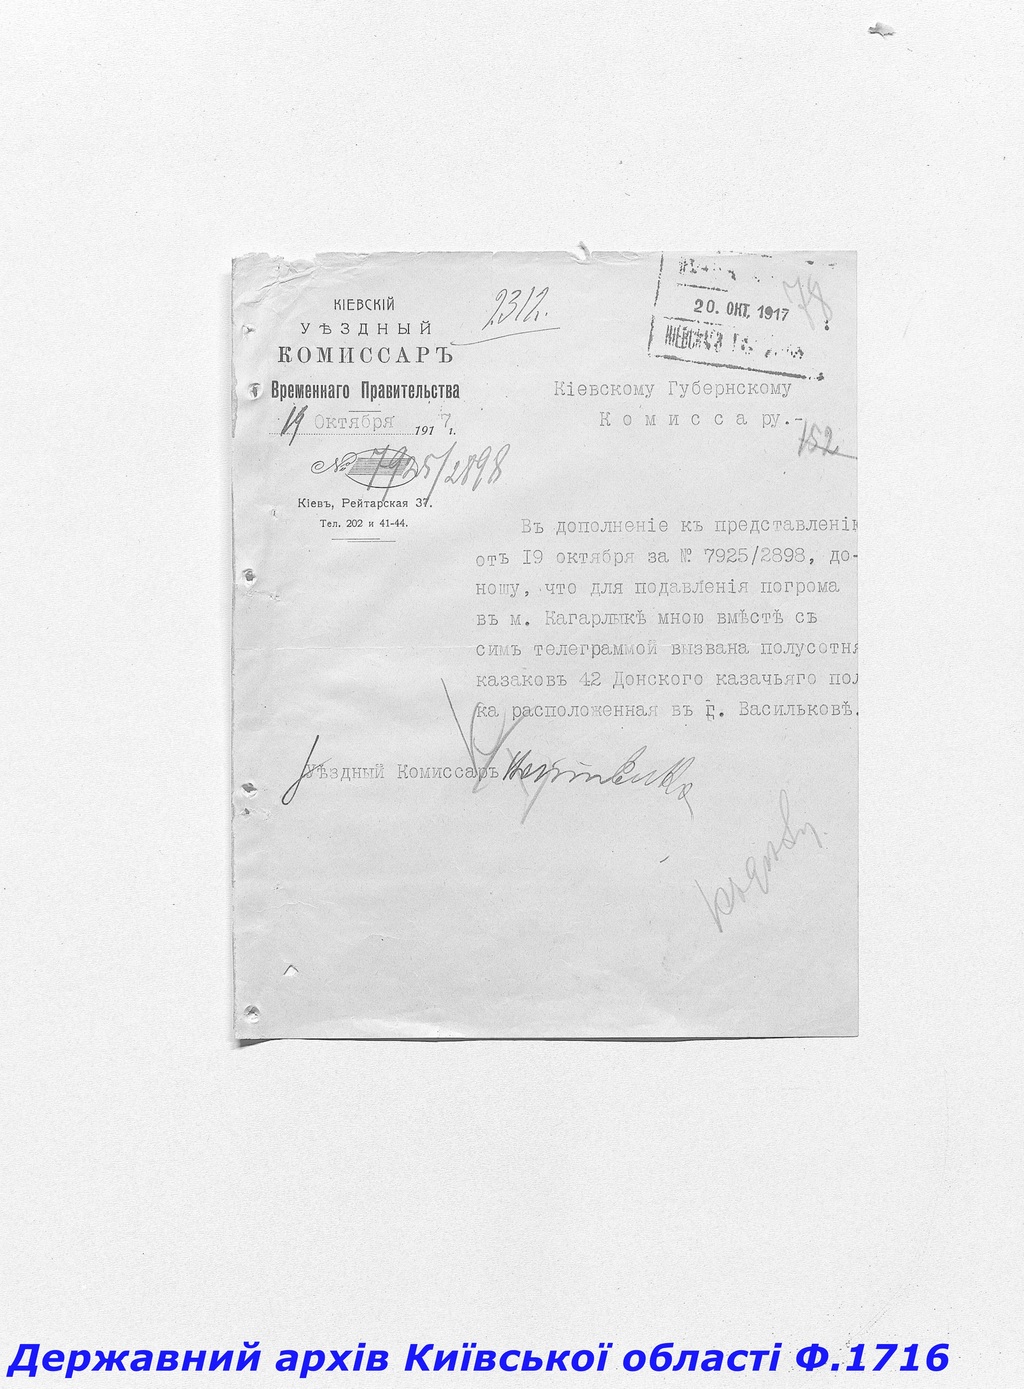 КІЕВСКІЙ
УѢЗДНЫЙ
КОМИССАРЪ
Временнаго Правительства
19 Октября 1917 г.
№ 7925/2898
Кіевъ, Рейтарская 37.
Тел. 202 и 41-44.
2312.
20. ОКТ. 1917
78
Кіевскому Губернскому
Комиссару.-
152
Въ дополненіе къ представленію
отъ 19 октября за № 7925/2898, до-
ношу, что для подавленія погрома
въ м. Кагарлыкѣ мною вмѣстѣ съ
симъ телеграммой вызвана полусотня
казаковъ 42 Донского казачьяго пол
ка расположенная въ г. Васильковѣ.
Уѣздный Комиссаръ
Державний архів Київської області Ф.1716